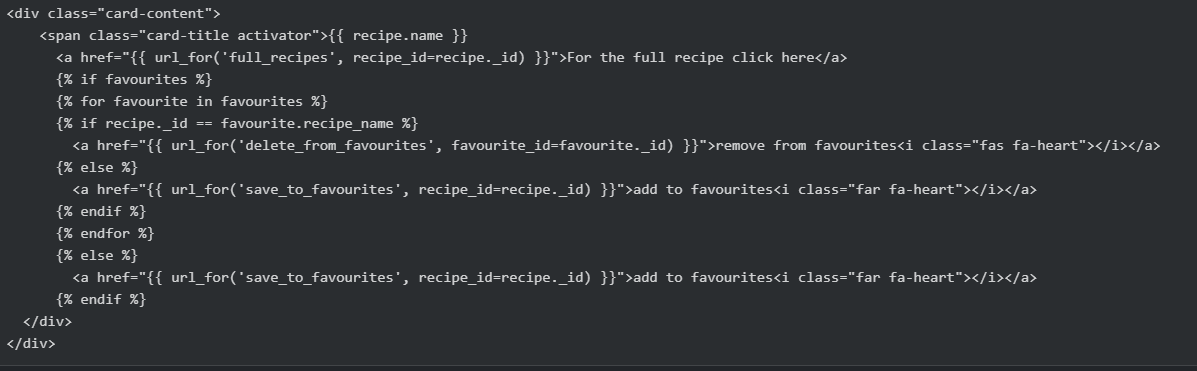 <div class="card-content">
    <span class="card-title activator">{{ recipe.name }}
      <a href="{{ url_for('full_recipes', recipe_id=recipe._id) }}">For the full recipe click here</a>
      {% if favourites %}
      {% for favourite in favourites %}
      {% if recipe._id == favourite.recipe_name %}
        <a href="{{ url_for('delete_from_favourites', favourite_id=favourite._id) }}">remove from favourites<i class="fas fa-heart"></i></a>
      {% else %}
        <a href="{{ url_for('save_to_favourites', recipe_id=recipe._id) }}">add to favourites<i class="far fa-heart"></i></a>
      {% endif %}
      {% endfor %}
      {% else %}
        <a href="{{ url_for('save_to_favourites', recipe_id=recipe._id) }}">add to favourites<i class="far fa-heart"></i></a>
      {% endif %}
  </div>
</div>